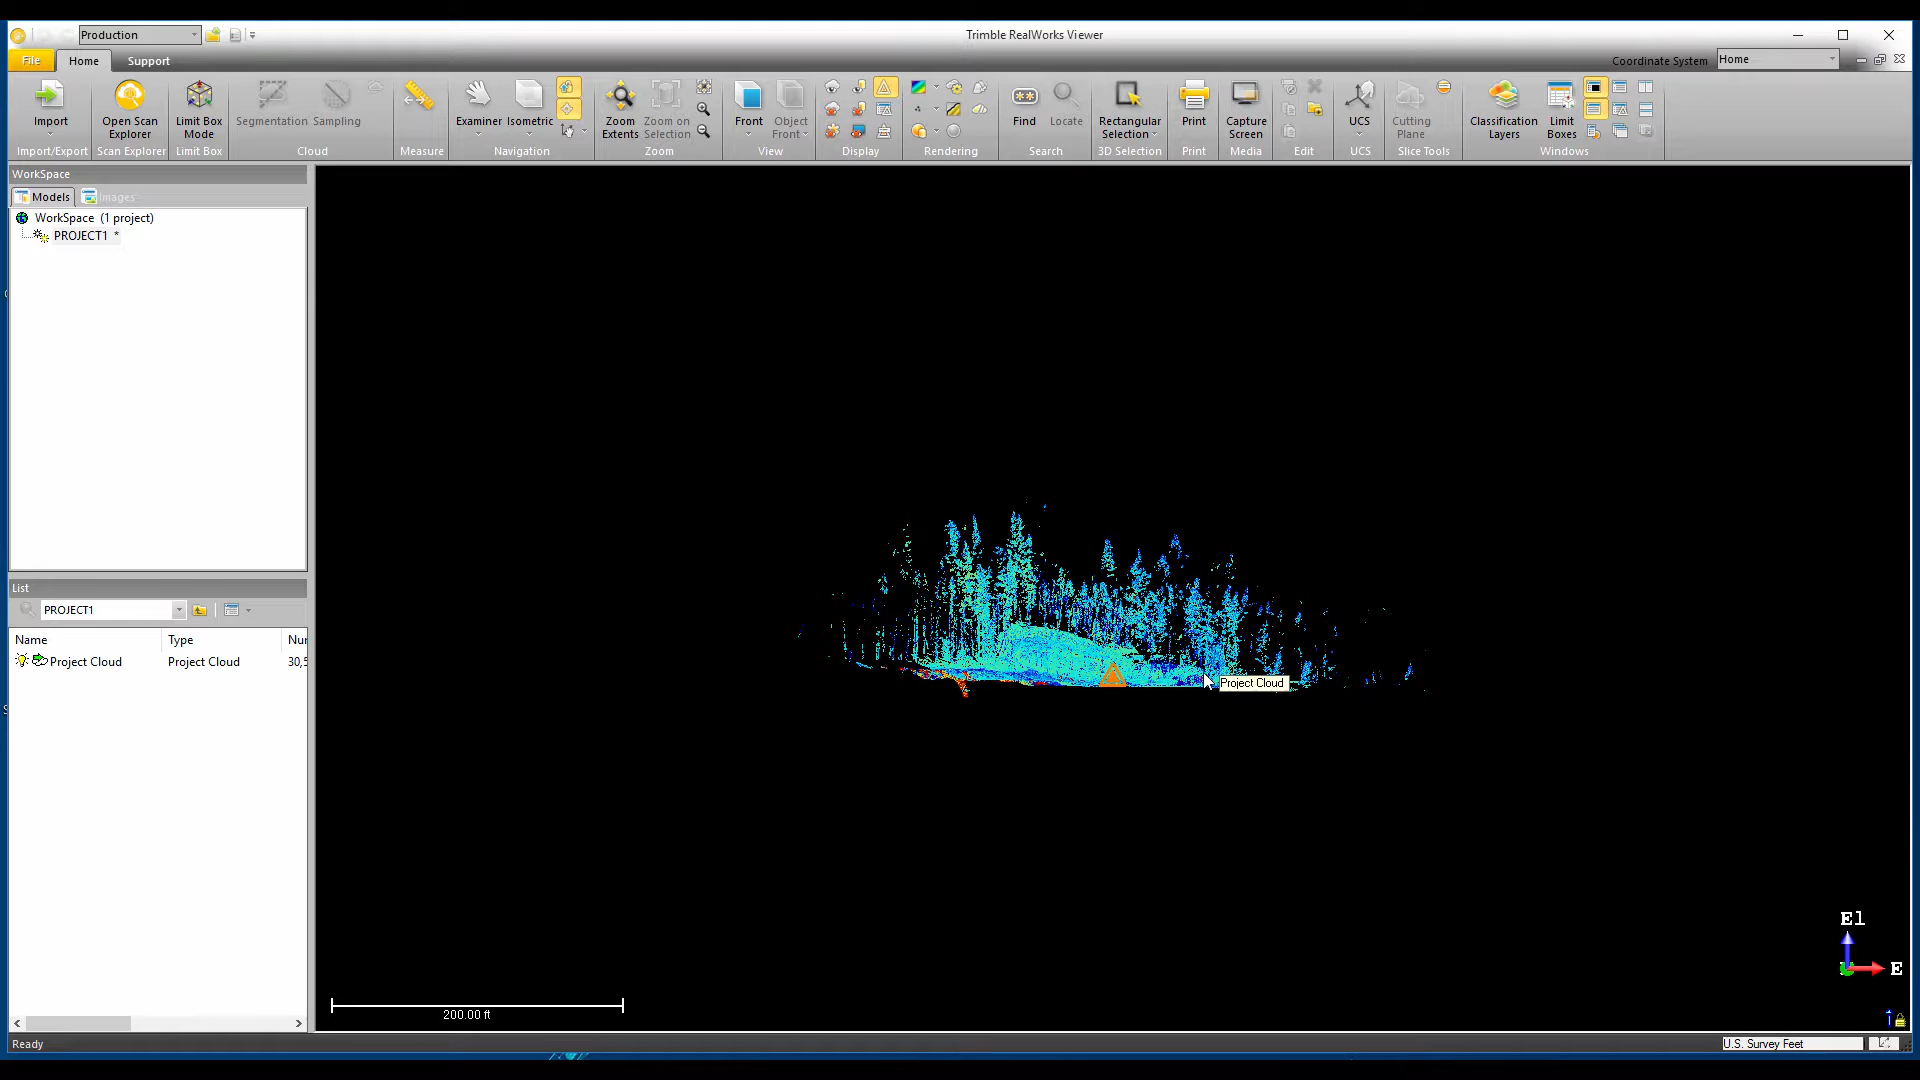 Production
Trimble RealWorks Viewer
File
Home
Support
Coordinate System
Home
Import
Open Scan Explorer
Limit Box Mode
Segmentation
Sampling
Examiner
Isometric
Zoom Extents
Zoom on Selection
Front
Object Front
Find
Locate
Rectangular Selection
Print
Capture Screen
UCS
Cutting Plane
Classification Layers
Limit Boxes
Import/Export
Scan Explorer
Limit Box
Cloud
Measure
Navigation
Zoom
View
Display
Rendering
Search
3D Selection
Print
Media
Edit
UCS
Slice Tools
Windows
WorkSpace
Models
Images
WorkSpace (1 project)
PROJECT1 *
List
PROJECT1
Name Type Nur
Project Cloud Project Cloud 30,5
Project Cloud
El
E
200.00 ft
Ready
U.S. Survey Feet